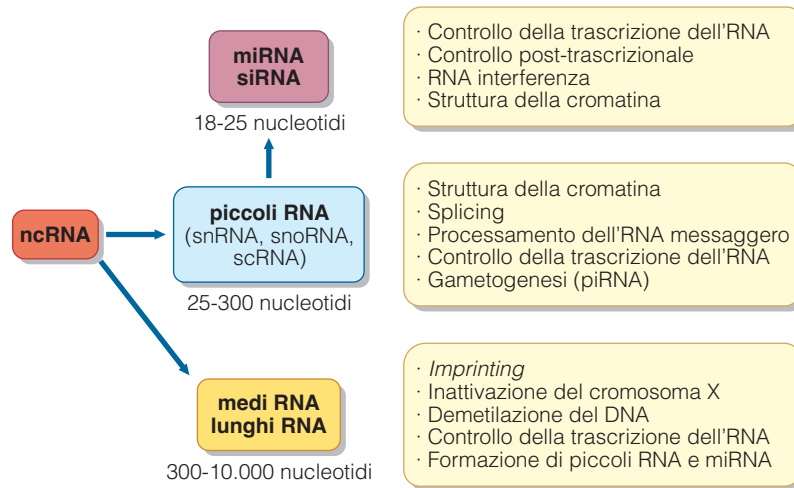 miRNA
siRNA
18-25 nucleotidi
· Controllo della trascrizione dell'RNA
· Controllo post-trascrizionale
· RNA interferenza
· Struttura della cromatina
ncRNA
piccoli RNA
(snRNA, snoRNA,
scRNA)
25-300 nucleotidi
· Struttura della cromatina
· Splicing
· Processamento dell'RNA messaggero
· Controllo della trascrizione dell'RNA
· Gametogenesi (piRNA)
medi RNA
lunghi RNA
300-10.000 nucleotidi
· Imprinting
· Inattivazione del cromosoma X
· Demetilazione del DNA
· Controllo della trascrizione dell'RNA
· Formazione di piccoli RNA e miRNA